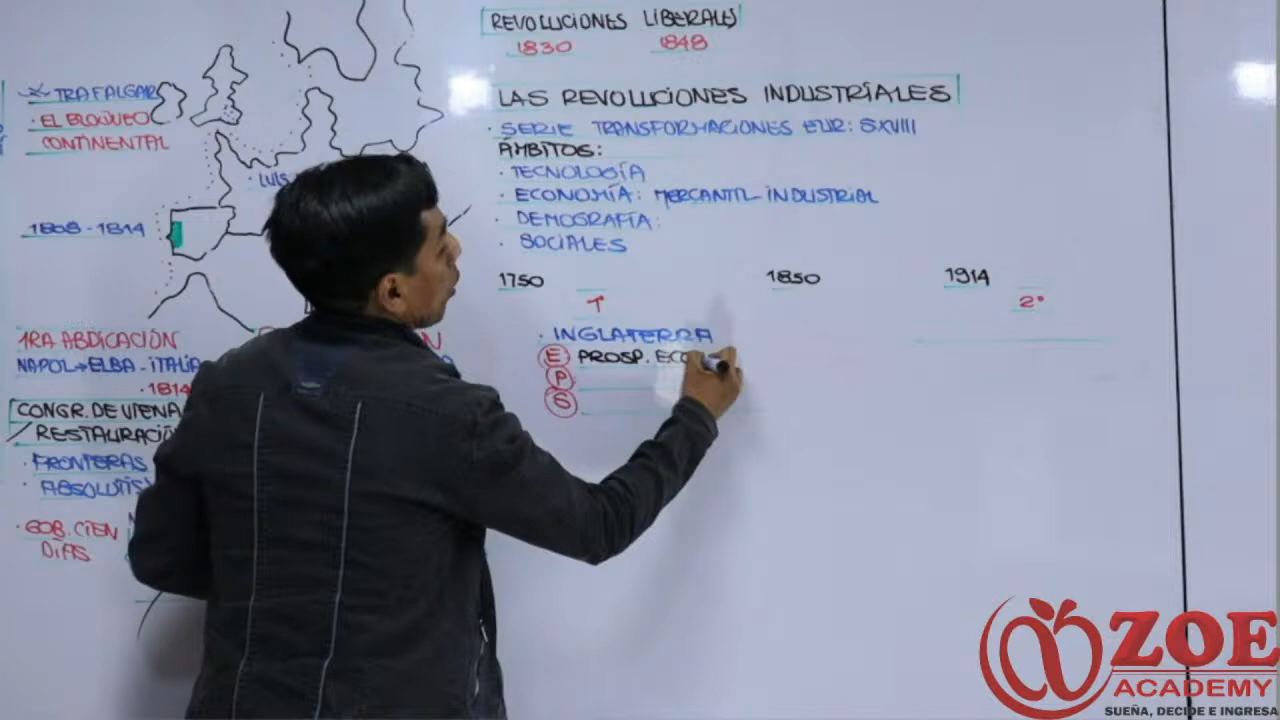 TRAFALGAR
· EL BLOQUEO
CONTINENTAL
LUIS
1808 - 1814
1RA ABDICACIÓN
NAPOL→ELBA - ITALIA
· 1814
CONGR. DE VIENA
RESTAURACIÓN
· FRONTERAS
· ABSOLUTIS
· GOB. CIEN
DÍAS
REVOLUCIONES LIBERALES
1830 1848
LAS REVOLUCIONES INDUSTRIALES
· SERIE TRANSFORMACIONES EUR: SXVIII
ÁMBITOS:
· TECNOLOGÍA
· ECONOMÍA: MERCANTIL-INDUSTRIAL
· DEMOGRAFÍA:
· SOCIALES
1750 1850 1914
1° 2°
· INGLATERRA
E PROSP. ECO
P
S
ZOE
ACADEMY
SUEÑA, DECIDE E INGRESA